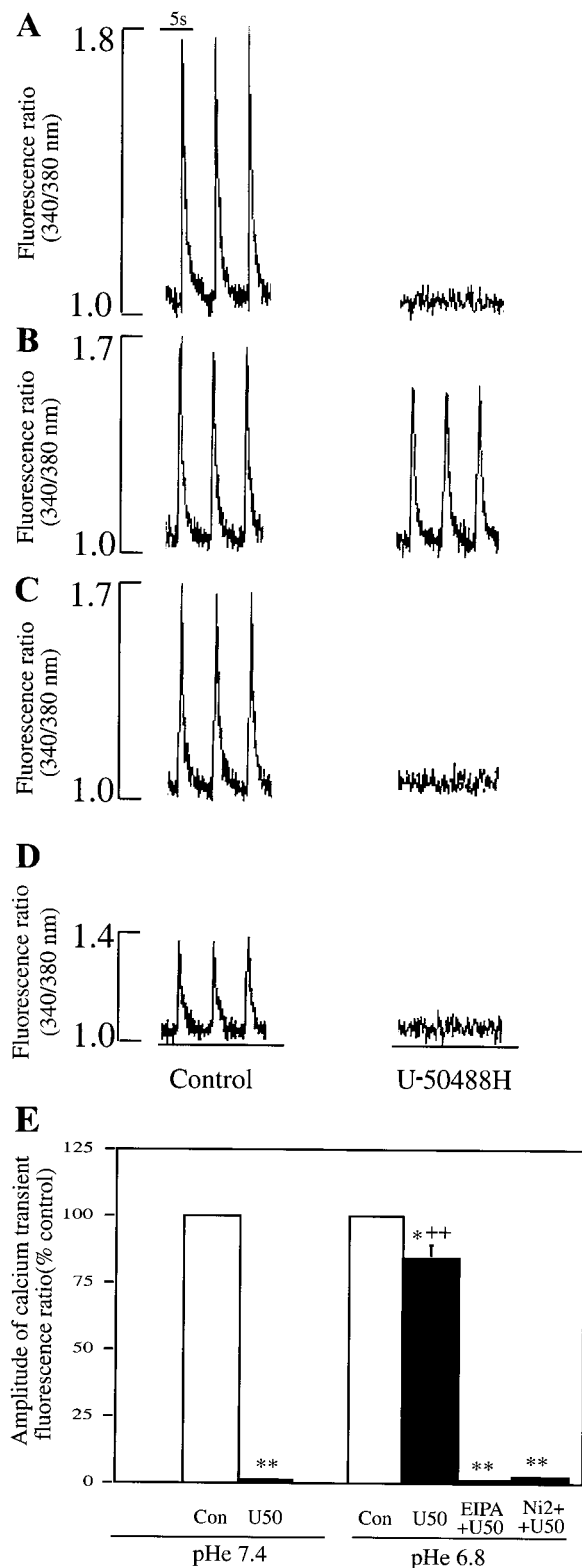 A
5s
1.8
1.0
Fluorescence ratio
(340/380 nm)
B
1.7
1.0
Fluorescence ratio
(340/380 nm)
C
1.7
1.0
Fluorescence ratio
(340/380 nm)
D
1.4
1.0
Fluorescence ratio
(340/380 nm)
Control
U-50488H
E
Amplitude of calcium transient
fluorescence ratio(% control)
125
100
75
50
25
0
**
*++
**
**
Con
U50
Con
U50
EIPA
+U50
Ni2+
+U50
pHe 7.4
pHe 6.8